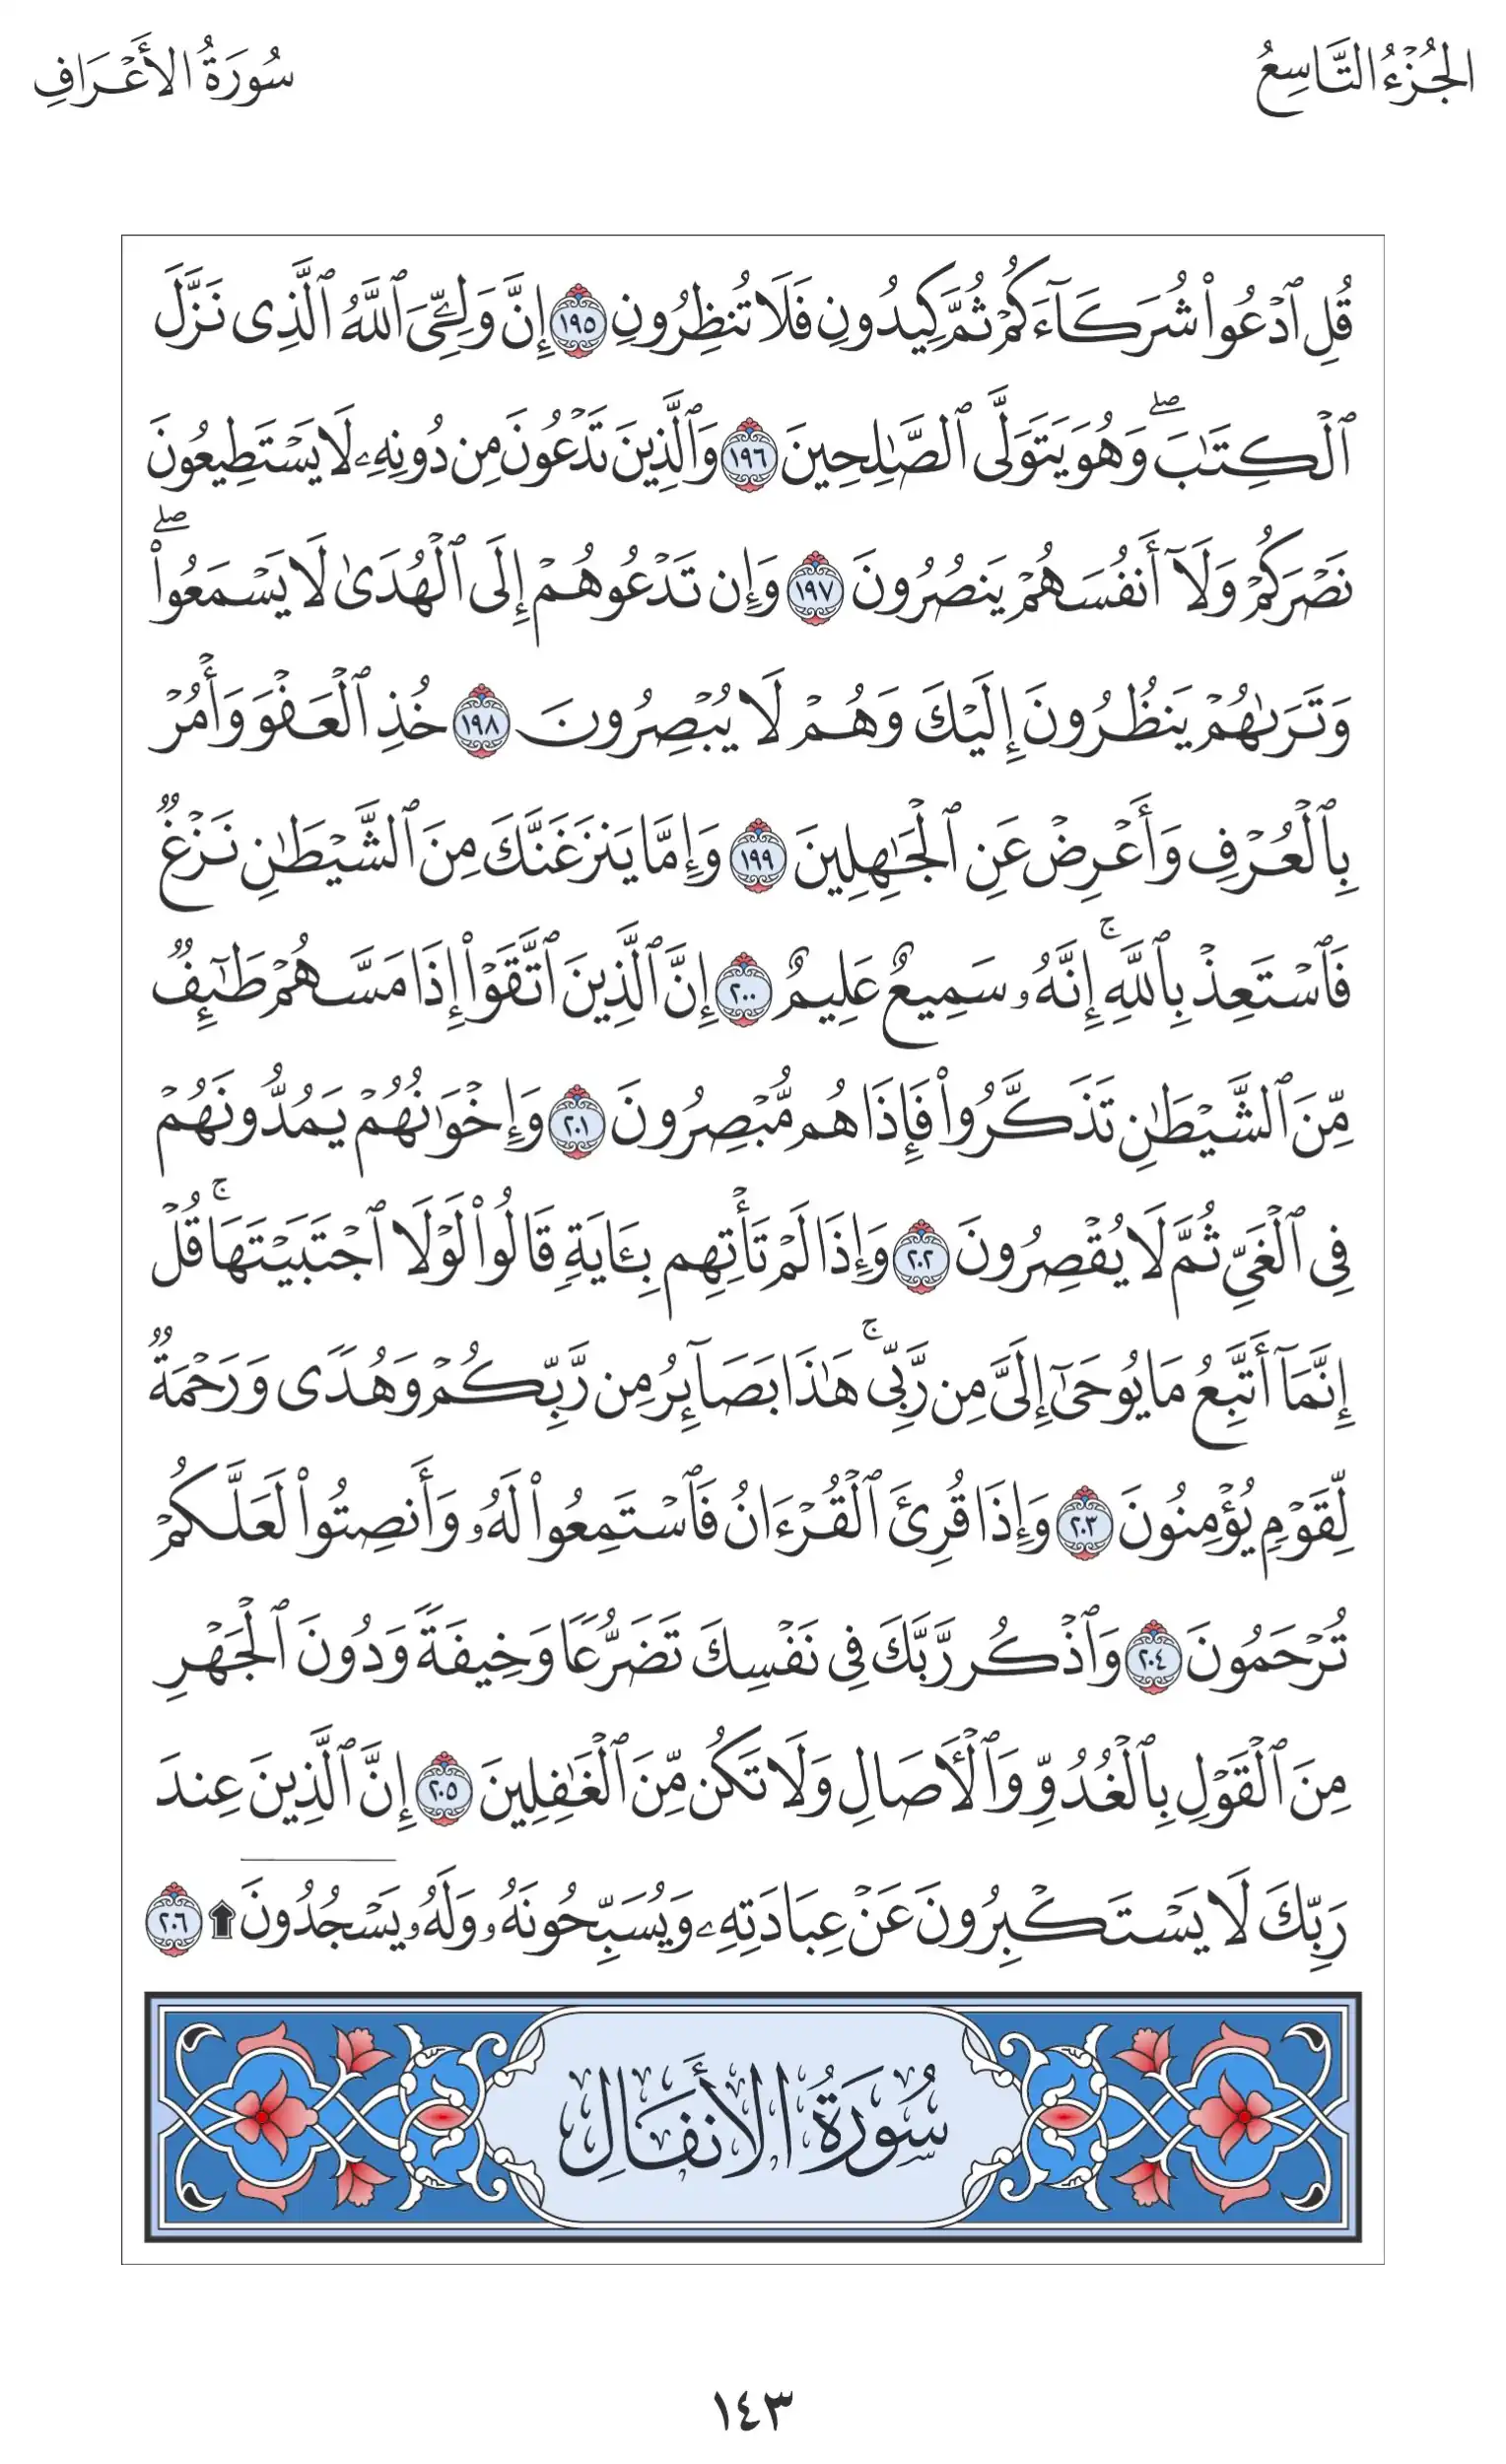 الجُزْءُ التَّاسِعُ
سُورَةُ الأَعْرَافِ
قُلِ ٱدْعُوا۟ شُرَكَآءَكُمْ ثُمَّ كِيدُونِ فَلَا تُنظِرُونِ ١٩٥ إِنَّ وَلِـِّۧىَ ٱللَّهُ ٱلَّذِى نَزَّلَ
ٱلْكِتَٰبَ ۖ وَهُوَ يَتَوَلَّى ٱلصَّٰلِحِينَ ١٩٦ وَٱلَّذِينَ تَدْعُونَ مِن دُونِهِۦ لَا يَسْتَطِيعُونَ
نَصْرَكُمْ وَلَآ أَنفُسَهُمْ يَنصُرُونَ ١٩٧ وَإِن تَدْعُوهُمْ إِلَى ٱلْهُدَىٰ لَا يَسْمَعُوا۟ ۖ
وَتَرَىٰهُمْ يَنظُرُونَ إِلَيْكَ وَهُمْ لَا يُبْصِرُونَ ١٩٨ خُذِ ٱلْعَفْوَ وَأْمُرْ
بِٱلْعُرْفِ وَأَعْرِضْ عَنِ ٱلْجَٰهِلِينَ ١٩٩ وَإِمَّا يَنزَغَنَّكَ مِنَ ٱلشَّيْطَٰنِ نَزْغٌ
فَٱسْتَعِذْ بِٱللَّهِ ۚ إِنَّهُۥ سَمِيعٌ عَلِيمٌ ٢٠٠ إِنَّ ٱلَّذِينَ ٱتَّقَوْا۟ إِذَا مَسَّهُمْ طَٰٓئِفٌ
مِّنَ ٱلشَّيْطَٰنِ تَذَكَّرُوا۟ فَإِذَا هُم مُّبْصِرُونَ ٢٠١ وَإِخْوَٰنُهُمْ يَمُدُّونَهُمْ
فِى ٱلْغَىِّ ثُمَّ لَا يُقْصِرُونَ ٢٠٢ وَإِذَا لَمْ تَأْتِهِم بِـَٔايَةٍ قَالُوا۟ لَوْلَا ٱجْتَبَيْتَهَا ۚ قُلْ
إِنَّمَآ أَتَّبِعُ مَا يُوحَىٰٓ إِلَىَّ مِن رَّبِّى ۚ هَٰذَا بَصَآئِرُ مِن رَّبِّكُمْ وَهُدًى وَرَحْمَةٌ
لِّقَوْمٍ يُؤْمِنُونَ ٢٠٣ وَإِذَا قُرِئَ ٱلْقُرْءَانُ فَٱسْتَمِعُوا۟ لَهُۥ وَأَنصِتُوا۟ لَعَلَّكُمْ
تُرْحَمُونَ ٢٠٤ وَٱذْكُر رَّبَّكَ فِى نَفْسِكَ تَضَرُّعًا وَخِيفَةً وَدُونَ ٱلْجَهْرِ
مِنَ ٱلْقَوْلِ بِٱلْغُدُوِّ وَٱلْـَٔاصَالِ وَلَا تَكُن مِّنَ ٱلْغَٰفِلِينَ ٢٠٥ إِنَّ ٱلَّذِينَ عِندَ
رَبِّكَ لَا يَسْتَكْبِرُونَ عَنْ عِبَادَتِهِۦ وَيُسَبِّحُونَهُۥ وَلَهُۥ يَسْجُدُونَ ٢٠٦
سُورَةُ الأَنفَالِ
١٤٣